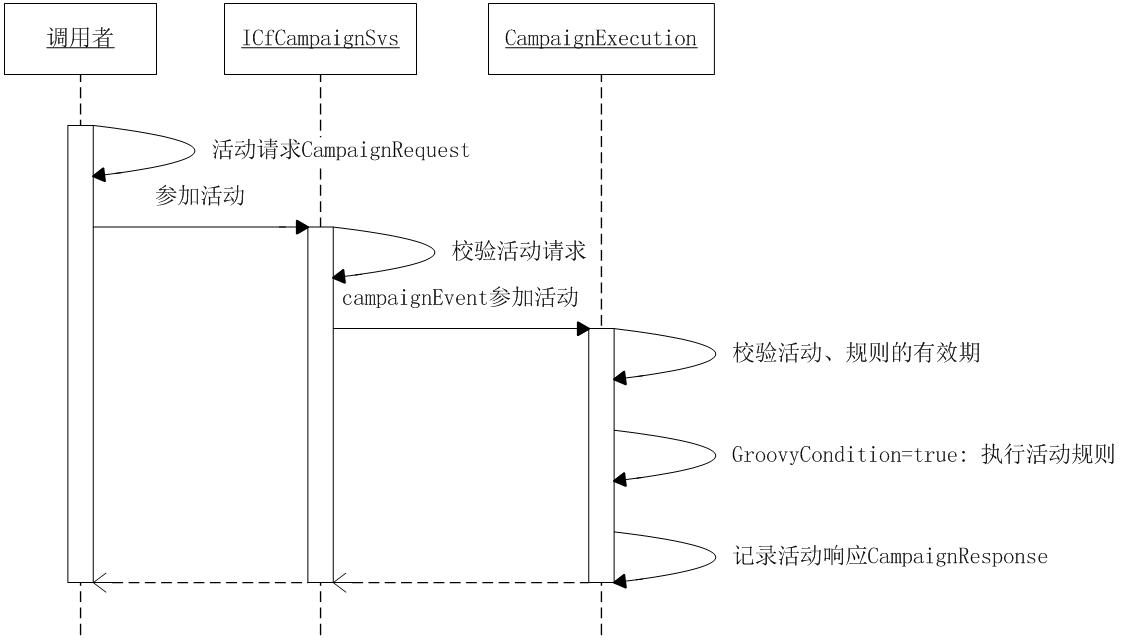 调用者
ICfCampaignSvs
CampaignExecution
活动请求CampaignRequest
参加活动
校验活动请求
campaignEvent参加活动
校验活动、规则的有效期
GroovyCondition=true: 执行活动规则
记录活动响应CampaignResponse